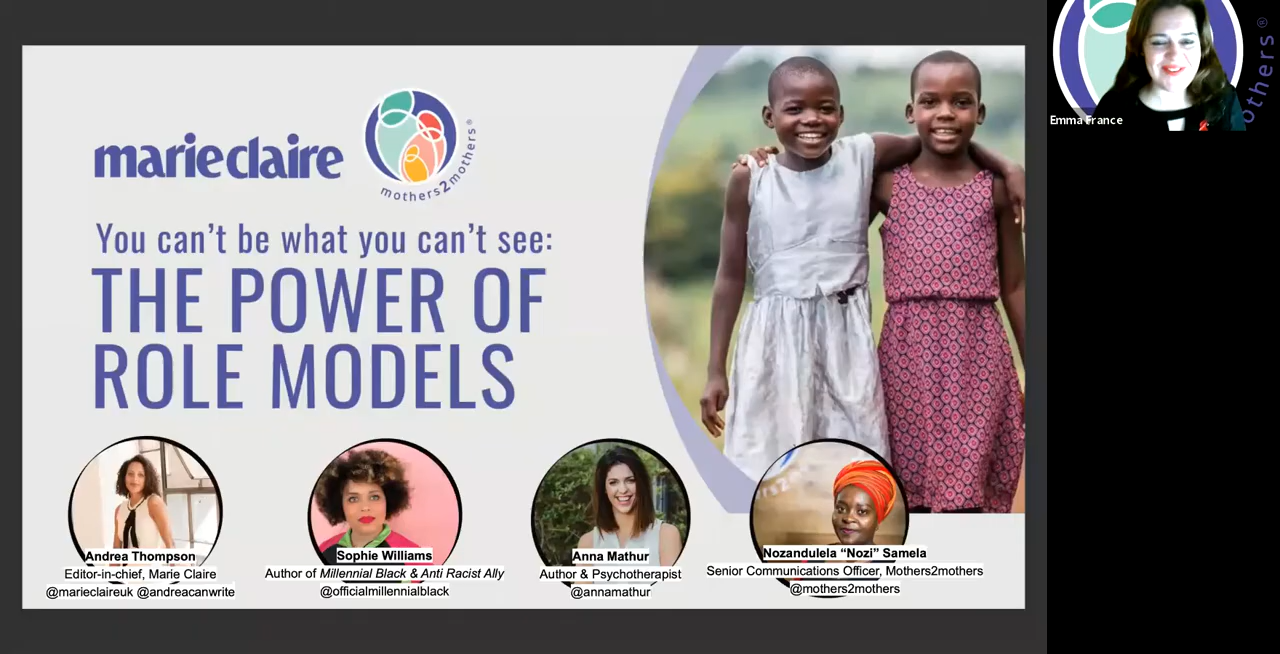 marie claire
mothers2mothers®
You can't be what you can't see:
THE POWER OF
ROLE MODELS
Andrea Thompson
Editor-in-chief, Marie Claire
@marieclaireuk @andreacanwrite
Sophie Williams
Author of Millennial Black & Anti Racist Ally
@officialmillennialblack
Anna Mathur
Author & Psychotherapist
@annamathur
Nozandulela “Nozi” Samela
Senior Communications Officer, Mothers2mothers
@mothers2mothers
Emma France
others®